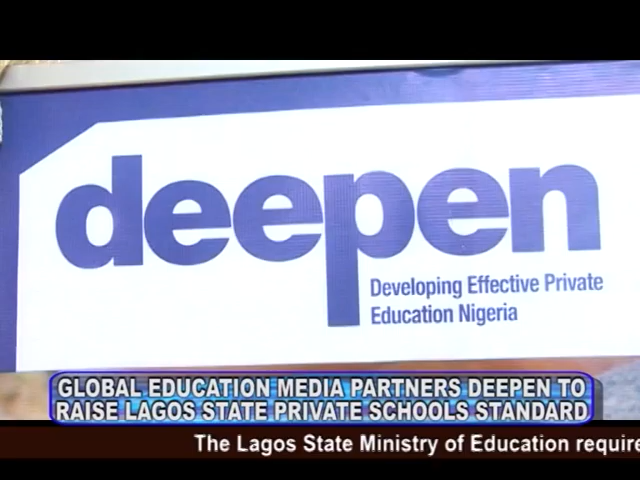 deepen
Developing Effective Private
Education Nigeria
GLOBAL EDUCATION MEDIA PARTNERS DEEPEN TO
RAISE LAGOS STATE PRIVATE SCHOOLS STANDARD
The Lagos State Ministry of Education require